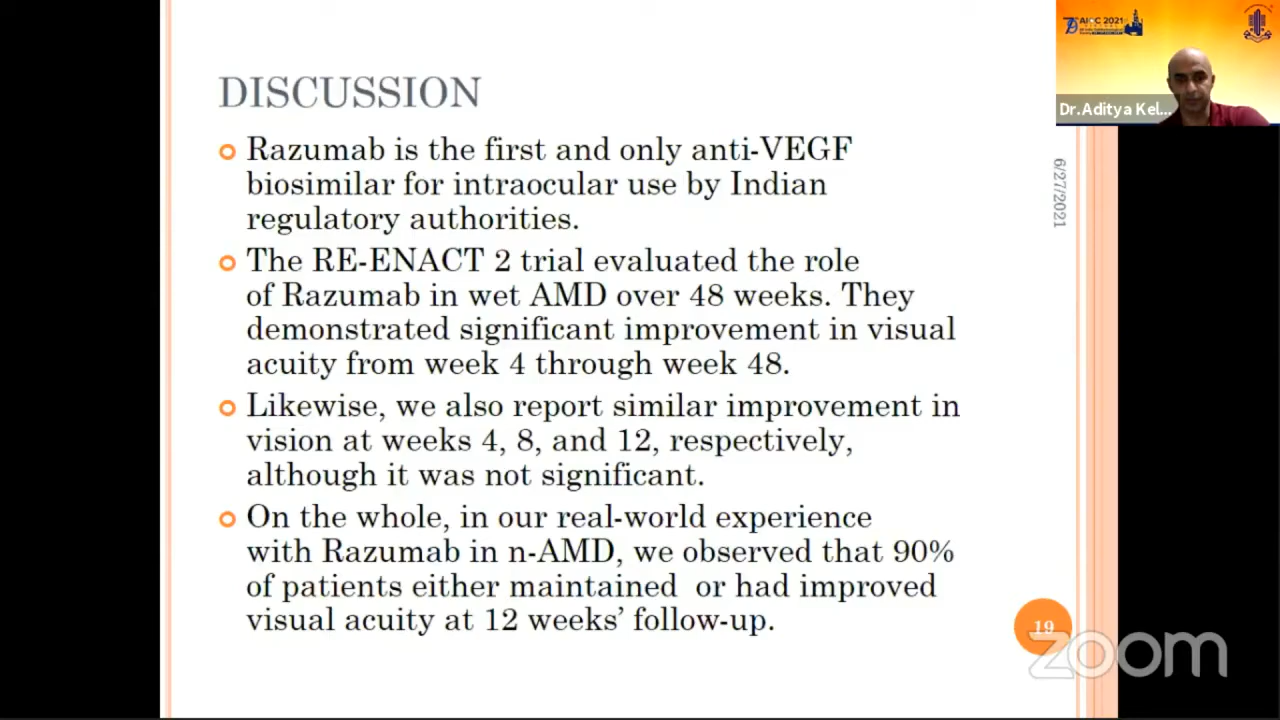 DISCUSSION
Razumab is the first and only anti-VEGF
biosimilar for intraocular use by Indian
regulatory authorities.
The RE-ENACT 2 trial evaluated the role
of Razumab in wet AMD over 48 weeks. They
demonstrated significant improvement in visual
acuity from week 4 through week 48.
Likewise, we also report similar improvement in
vision at weeks 4, 8, and 12, respectively,
although it was not significant.
On the whole, in our real-world experience
with Razumab in n-AMD, we observed that 90%
of patients either maintained or had improved
visual acuity at 12 weeks’ follow-up.
6/27/2021
19
zoom
AIOC 2021
Dr.Aditya Kel...